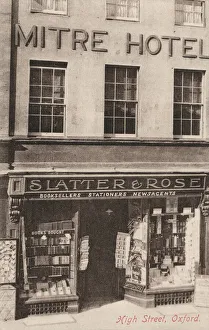 MITRE HOTEL
SLATTER & ROSE
BOOKSELLERS STATIONERS NEWSAGENTS
BOOKS BOUGHT
High Street, Oxford.